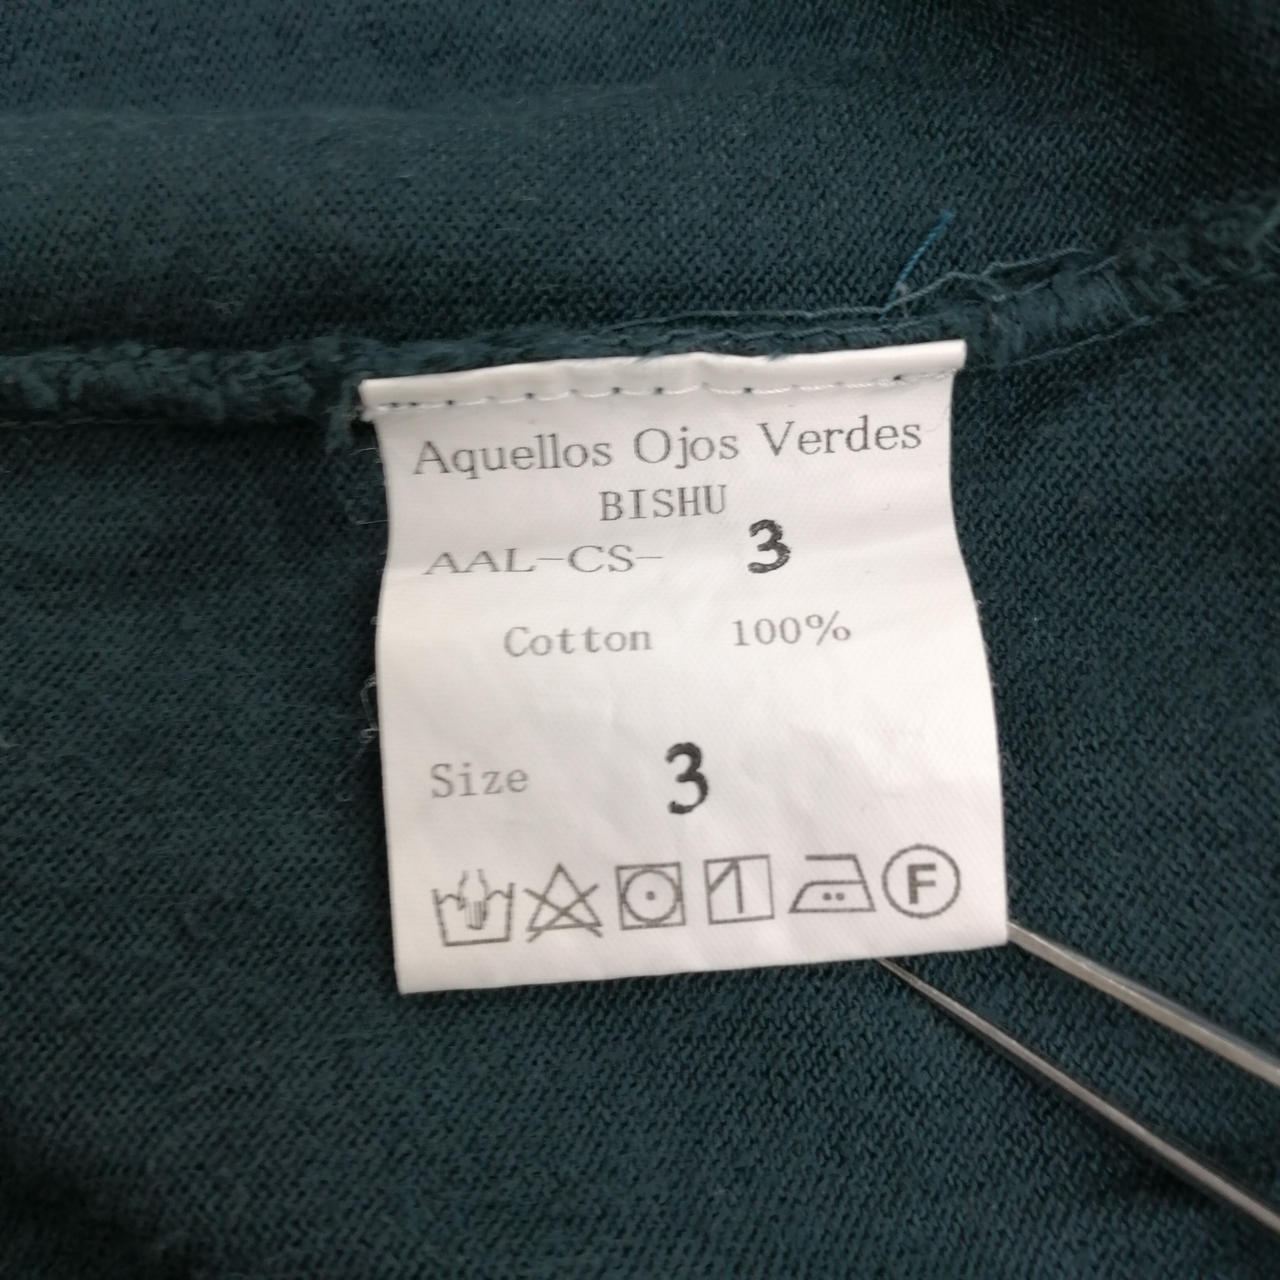 Aquellos Ojos Verdes
BISHU
AAL-CS- 3
Cotton 100%
Size 3
F